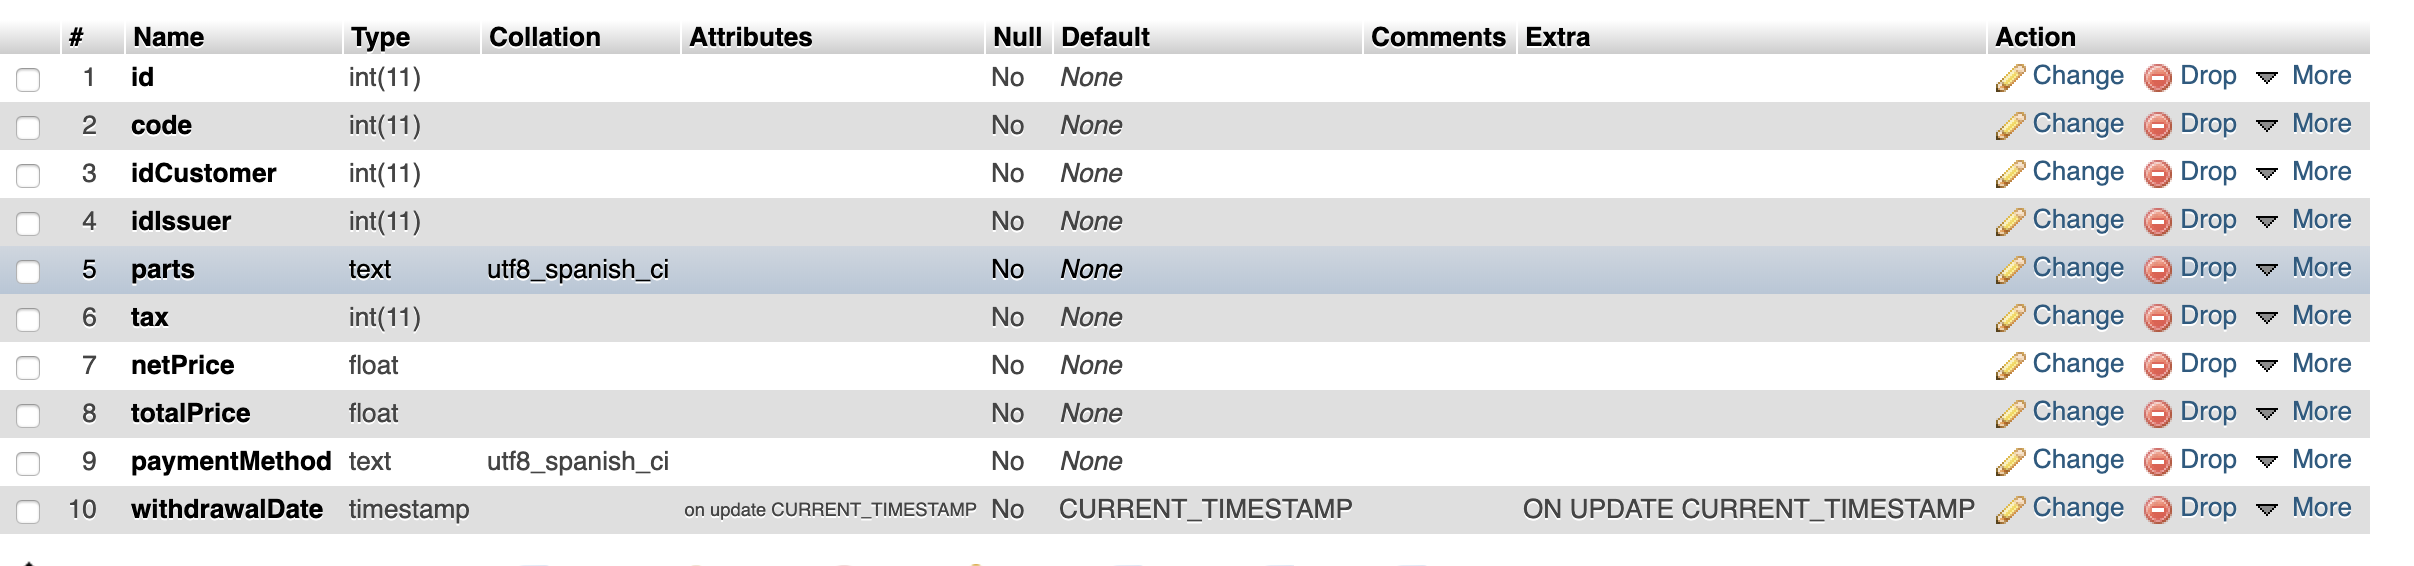 # Name Type Collation Attributes Null Default Comments Extra Action
1 id int(11) No None Change Drop More
2 code int(11) No None Change Drop More
3 idCustomer int(11) No None Change Drop More
4 idIssuer int(11) No None Change Drop More
5 parts text utf8_spanish_ci No None Change Drop More
6 tax int(11) No None Change Drop More
7 netPrice float No None Change Drop More
8 totalPrice float No None Change Drop More
9 paymentMethod text utf8_spanish_ci No None Change Drop More
10 withdrawalDate timestamp on update CURRENT_TIMESTAMP No CURRENT_TIMESTAMP ON UPDATE CURRENT_TIMESTAMP Change Drop More